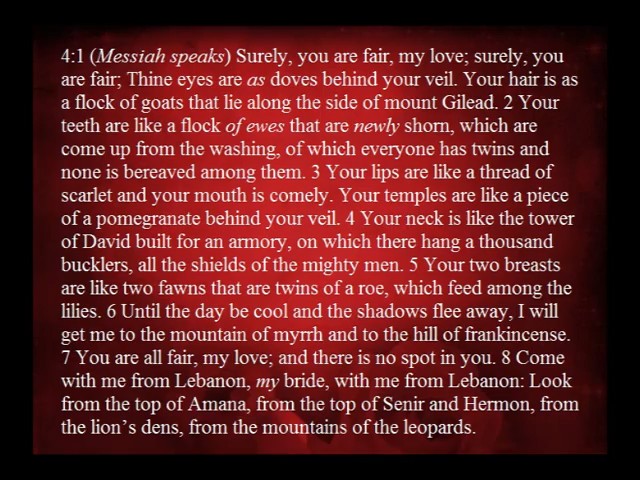 4:1 (Messiah speaks) Surely, you are fair, my love; surely, you
are fair; Thine eyes are as doves behind your veil. Your hair is as
a flock of goats that lie along the side of mount Gilead. 2 Your
teeth are like a flock of ewes that are newly shorn, which are
come up from the washing, of which everyone has twins and
none is bereaved among them. 3 Your lips are like a thread of
scarlet and your mouth is comely. Your temples are like a piece
of a pomegranate behind your veil. 4 Your neck is like the tower
of David built for an armory, on which there hang a thousand
bucklers, all the shields of the mighty men. 5 Your two breasts
are like two fawns that are twins of a roe, which feed among the
lilies. 6 Until the day be cool and the shadows flee away, I will
get me to the mountain of myrrh and to the hill of frankincense.
7 You are all fair, my love; and there is no spot in you. 8 Come
with me from Lebanon, my bride, with me from Lebanon: Look
from the top of Amana, from the top of Senir and Hermon, from
the lion’s dens, from the mountains of the leopards.